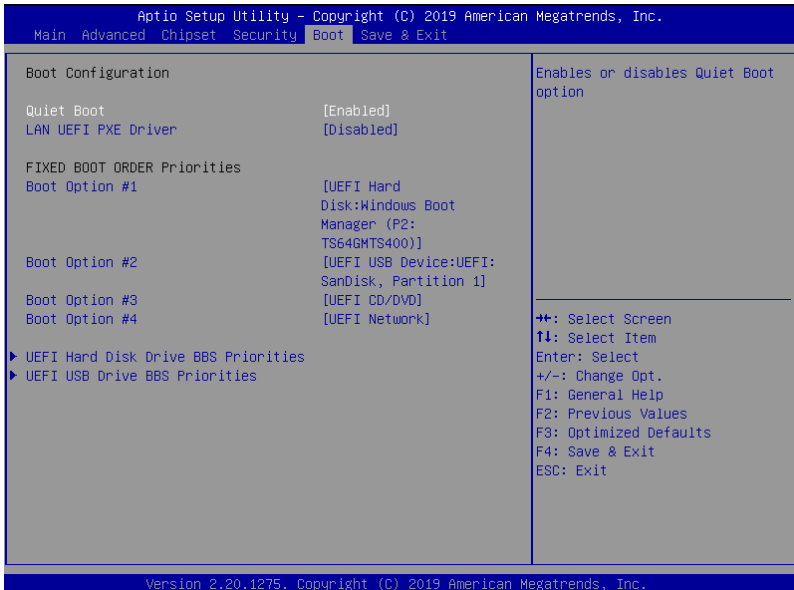 Aptio Setup Utility – Copyright (C) 2019 American Megatrends, Inc.
Main Advanced Chipset Security Boot Save & Exit
Boot Configuration
Quiet Boot [Enabled]
LAN UEFI PXE Driver [Disabled]
FIXED BOOT ORDER Priorities
Boot Option #1 [UEFI Hard
Disk:Windows Boot
Manager (P2:
TS64GMTS400)]
Boot Option #2 [UEFI USB Device:UEFI:
SanDisk, Partition 1]
Boot Option #3 [UEFI CD/DVD]
Boot Option #4 [UEFI Network]
UEFI Hard Disk Drive BBS Priorities
UEFI USB Drive BBS Priorities
Enables or disables Quiet Boot
option
→←: Select Screen
↑↓: Select Item
Enter: Select
+/-: Change Opt.
F1: General Help
F2: Previous Values
F3: Optimized Defaults
F4: Save & Exit
ESC: Exit
Version 2.20.1275. Copyright (C) 2019 American Megatrends, Inc.